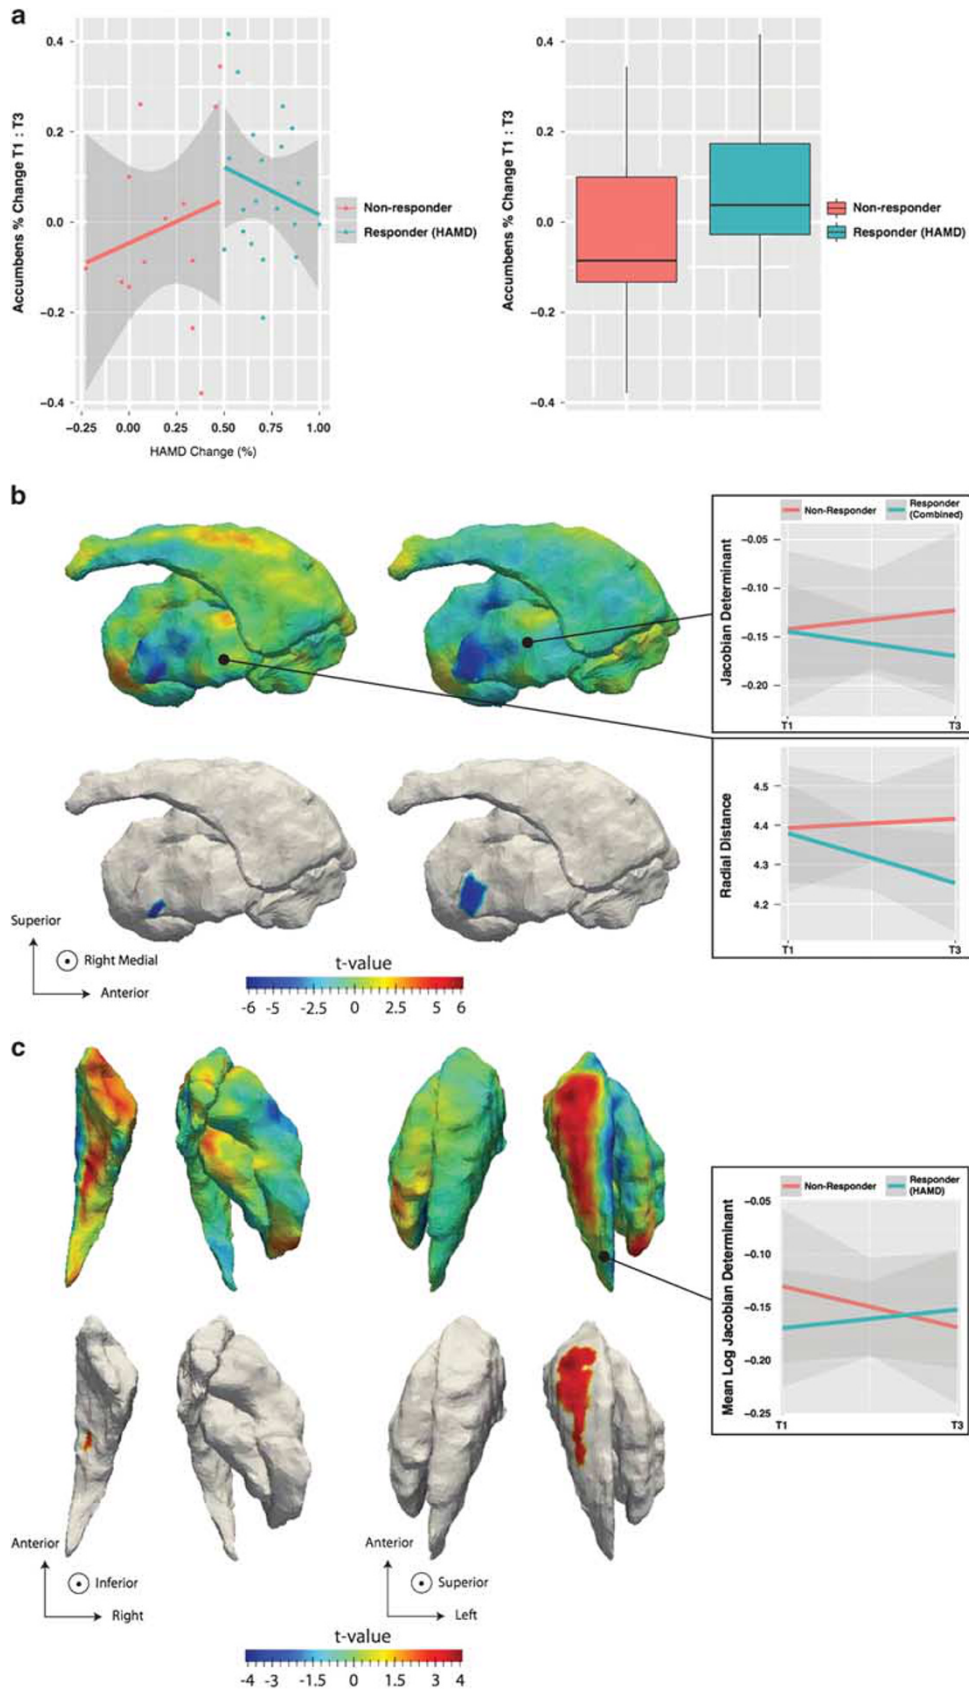 a
Accumbens % Change T1 : T3
0.4
0.2
0.0
−0.2
−0.4
−0.25 0.00 0.25 0.50 0.75 1.00
HAMD Change (%)
Non-responder
Responder (HAMD)
Accumbens % Change T1 : T3
0.4
0.2
0.0
−0.2
−0.4
Non-responder
Responder (HAMD)
b
Non-Responder
Responder (Combined)
Jacobian Determinant
−0.05
−0.10
−0.15
−0.20
T1 T3
Radial Distance
4.5
4.4
4.3
4.2
T1 T3
Superior
Right Medial
Anterior
t-value
-6 -5 -2.5 0 2.5 5 6
c
Non-Responder
Responder (HAMD)
Mean Log Jacobian Determinant
−0.05
−0.10
−0.15
−0.20
−0.25
T1 T3
Anterior
Inferior
Right
Anterior
Superior
Left
t-value
-4 -3 -1.5 0 1.5 3 4